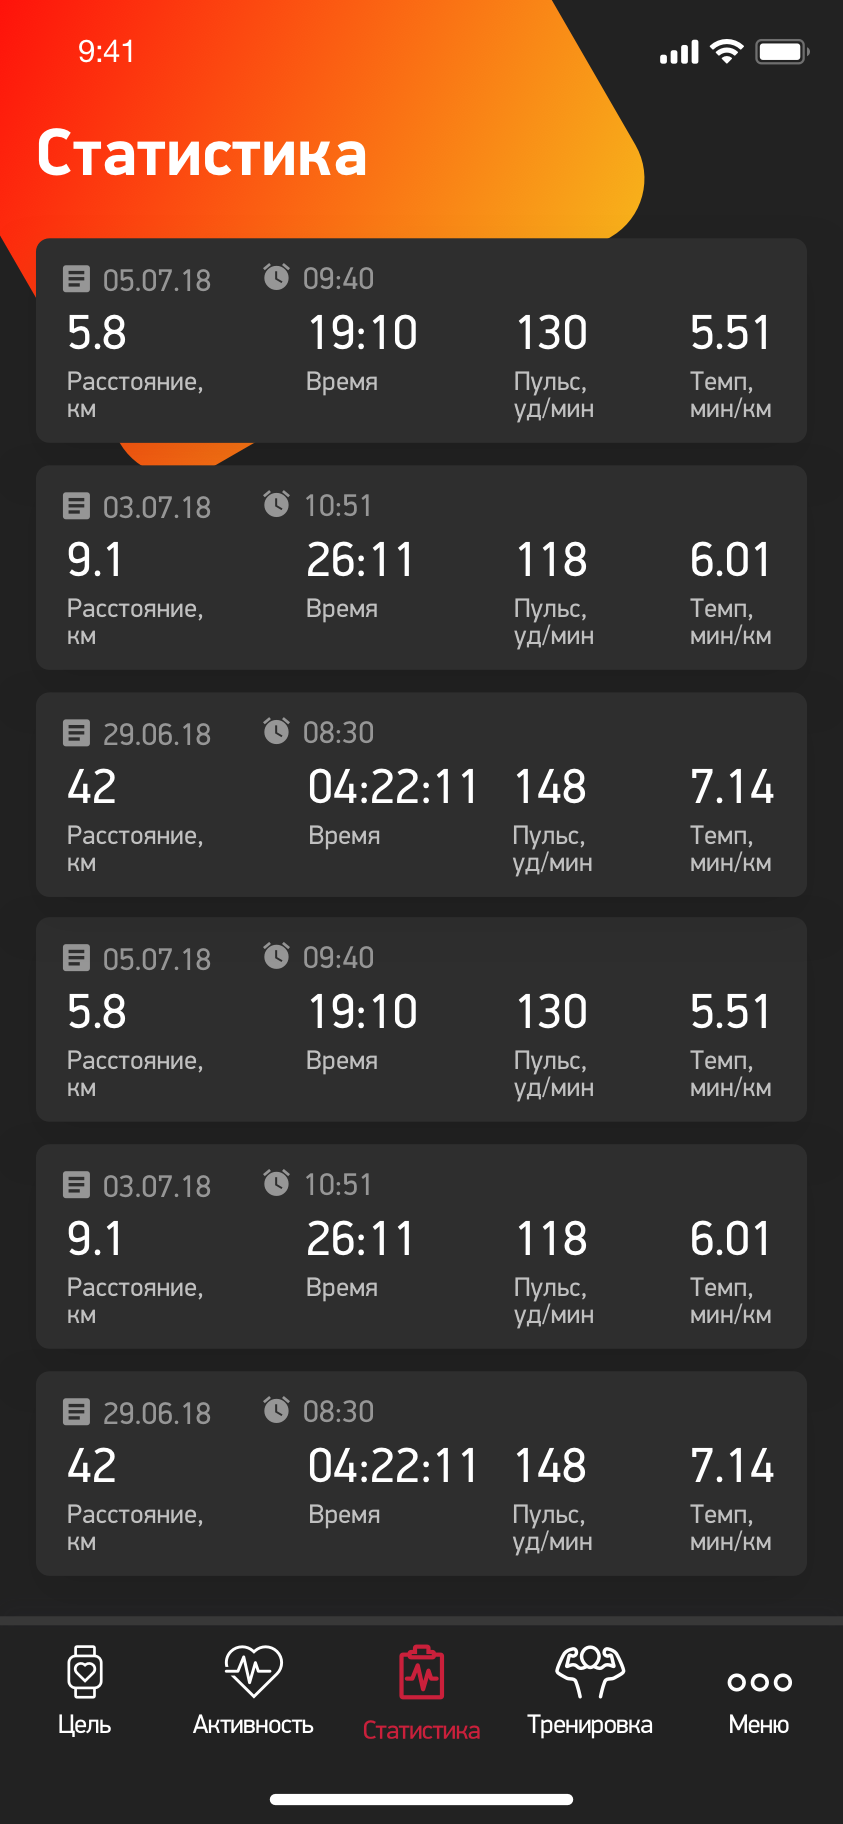 9:41
Статистика
05.07.18 09:40
5.8 19:10 130 5.51
Расстояние, Время Пульс, Темп,
км уд/мин мин/км
03.07.18 10:51
9.1 26:11 118 6.01
Расстояние, Время Пульс, Темп,
км уд/мин мин/км
29.06.18 08:30
42 04:22:11 148 7.14
Расстояние, Время Пульс, Темп,
км уд/мин мин/км
05.07.18 09:40
5.8 19:10 130 5.51
Расстояние, Время Пульс, Темп,
км уд/мин мин/км
03.07.18 10:51
9.1 26:11 118 6.01
Расстояние, Время Пульс, Темп,
км уд/мин мин/км
29.06.18 08:30
42 04:22:11 148 7.14
Расстояние, Время Пульс, Темп,
км уд/мин мин/км
Цель Активность Статистика Тренировка Меню